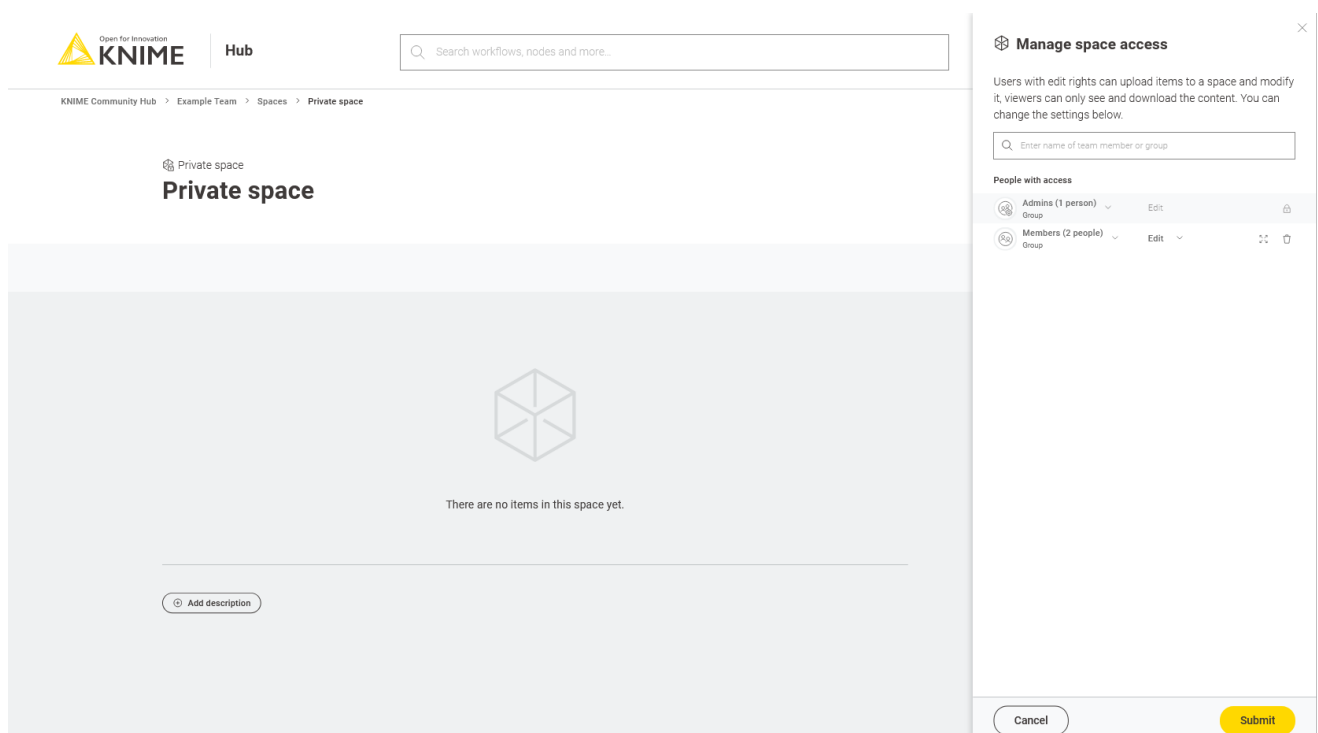 Open for Innovation
KNIME
Hub
Search workflows, nodes and more...
KNIME Community Hub > Example Team > Spaces > Private space
Private space
Private space
There are no items in this space yet.
Add description
Manage space access
Users with edit rights can upload items to a space and modify
it, viewers can only see and download the content. You can
change the settings below.
Enter name of team member or group
People with access
Admins (1 person)
Group
Edit
Members (2 people)
Group
Edit
Cancel
Submit